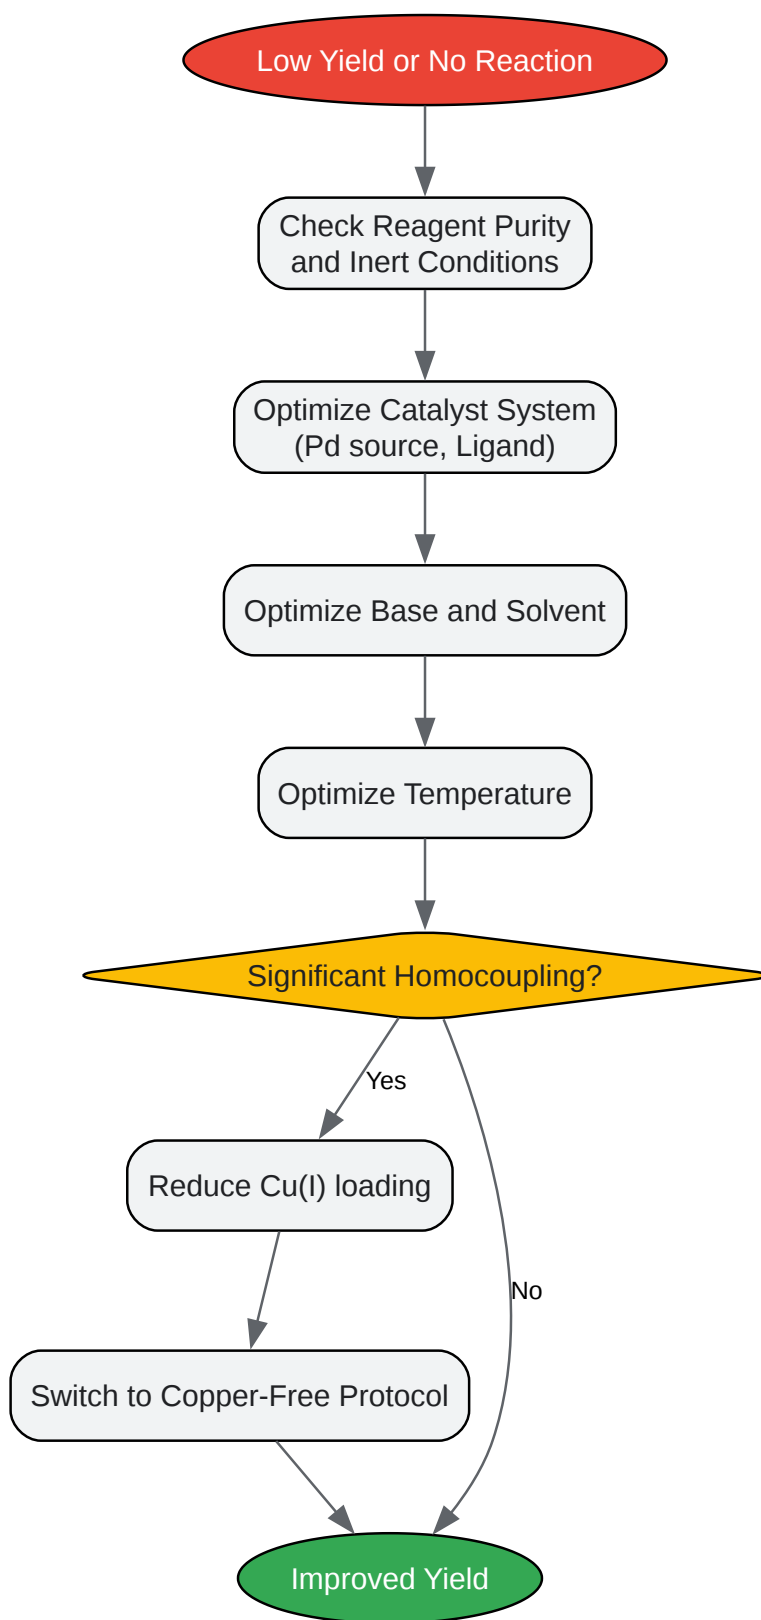 Low Yield or No Reaction
Check Reagent Purity
and Inert Conditions
Optimize Catalyst System
(Pd source, Ligand)
Optimize Base and Solvent
Optimize Temperature
Significant Homocoupling?
Yes
Reduce Cu(I) loading
No
Switch to Copper-Free Protocol
Improved Yield